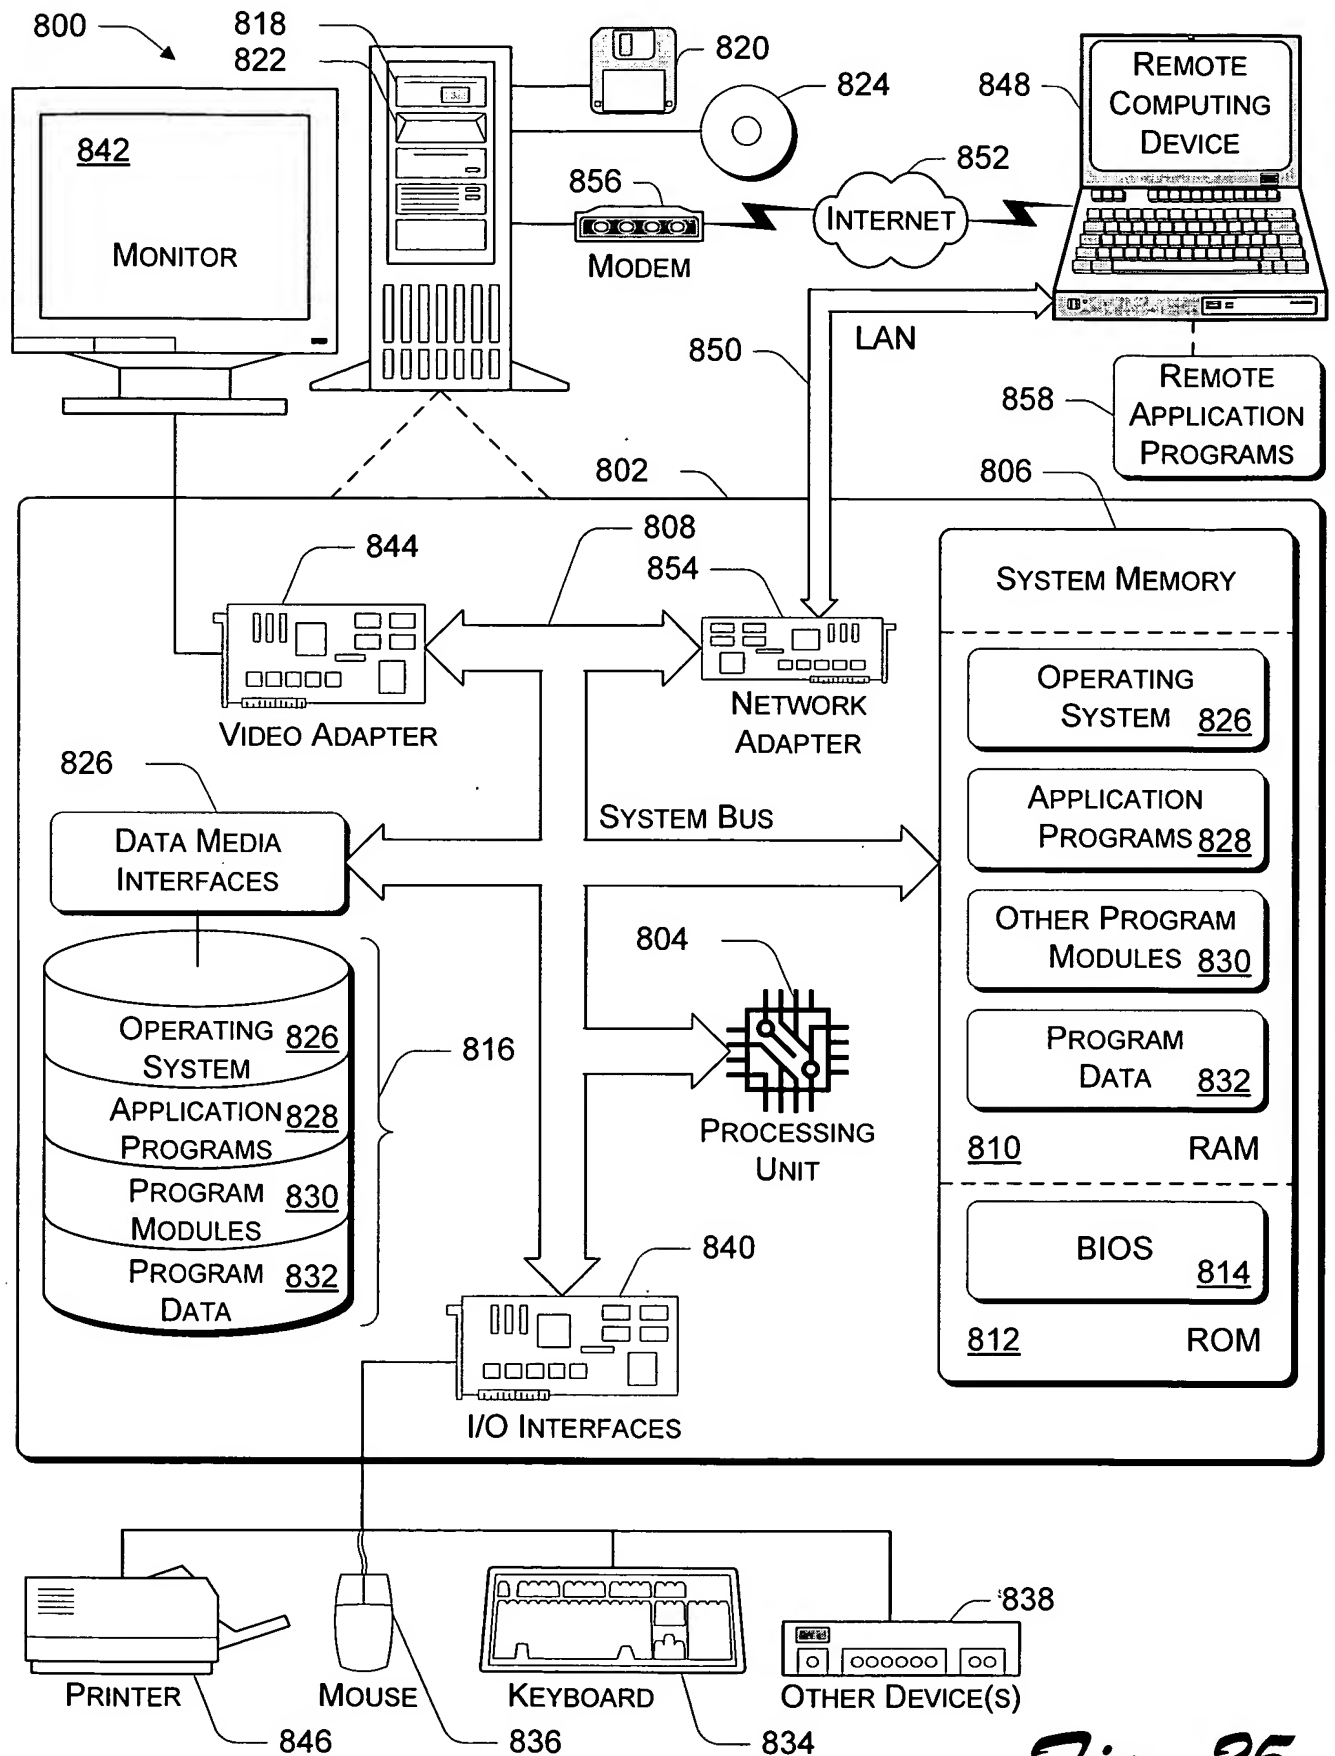 800
818
822
820
824
848
REMOTE
COMPUTING
DEVICE
842
MONITOR
856
MODEM
852
INTERNET
850
LAN
858
REMOTE
APPLICATION
PROGRAMS
802
806
808
844
854
VIDEO ADAPTER
NETWORK
ADAPTER
SYSTEM MEMORY
OPERATING
SYSTEM 826
APPLICATION
PROGRAMS 828
OTHER PROGRAM
MODULES 830
PROGRAM
DATA 832
810 RAM
BIOS
814
812 ROM
826
DATA MEDIA
INTERFACES
SYSTEM BUS
804
PROCESSING
UNIT
OPERATING 826
SYSTEM
816
APPLICATION 828
PROGRAMS
PROGRAM 830
MODULES
PROGRAM 832
DATA
840
I/O INTERFACES
838
PRINTER
MOUSE
KEYBOARD
OTHER DEVICE(S)
846
836
834
Fig. 25